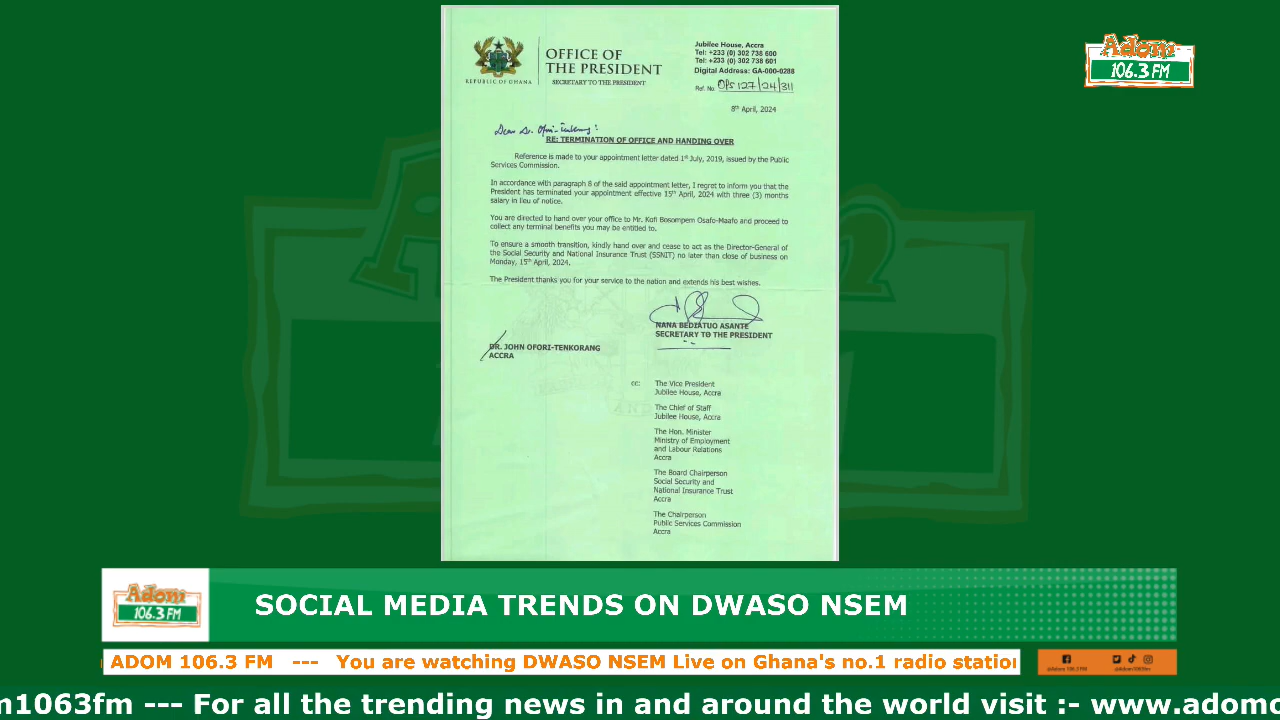 OFFICE OF
THE PRESIDENT
SECRETARY TO THE PRESIDENT
REPUBLIC OF GHANA
Jubilee House, Accra
Tel: +233 (0) 302 738 600
Tel: +233 (0) 302 738 601
Digital Address: GA-000-0288
Ref. No. OPS 127/24/311
8th April, 2024
Dear Dr. Ofori-Tenkorang:
RE: TERMINATION OF OFFICE AND HANDING OVER
Reference is made to your appointment letter dated 1st July, 2019, issued by the Public
Services Commission.
In accordance with paragraph 8 of the said appointment letter, I regret to inform you that the
President has terminated your appointment effective 15th April, 2024 with three (3) months
salary in lieu of notice.
You are directed to hand over your office to Mr. Kofi Bosompem Osafo-Maafo and proceed to
collect any terminal benefits you may be entitled to.
To ensure a smooth transition, kindly hand over and cease to act as the Director-General of
the Social Security and National Insurance Trust (SSNIT) no later than close of business on
Monday, 15th April, 2024.
The President thanks you for your service to the nation and extends his best wishes.
NANA BEDIATUO ASANTE
SECRETARY TO THE PRESIDENT
DR. JOHN OFORI-TENKORANG
ACCRA
cc:
The Vice President
Jubilee House, Accra
The Chief of Staff
Jubilee House, Accra
The Hon. Minister
Ministry of Employment
and Labour Relations
Accra
The Board Chairperson
Social Security and
National Insurance Trust
Accra
The Chairperson
Public Services Commission
Accra
Adom
106.3 FM
Adom
106.3 FM
SOCIAL MEDIA TRENDS ON DWASO NSEM
ADOM 106.3 FM --- You are watching DWASO NSEM Live on Ghana's no.1 radio station
@Adom 106.3 FM
@Adom1063fm
m1063fm --- For all the trending news in and around the world visit :- www.adomo